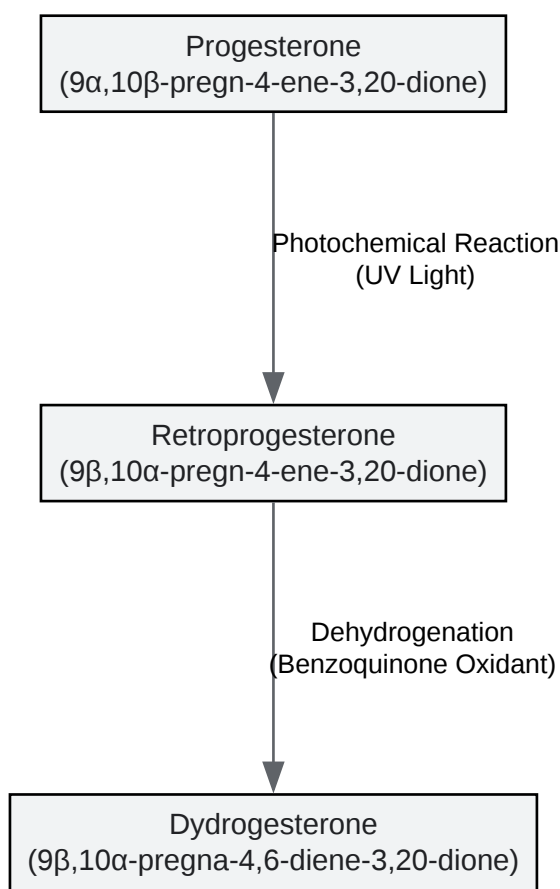 Progesterone
(9α,10β-pregn-4-ene-3,20-dione)
Photochemical Reaction
(UV Light)
Retroprogesterone
(9β,10α-pregn-4-ene-3,20-dione)
Dehydrogenation
(Benzoquinone Oxidant)
Dydrogesterone
(9β,10α-pregna-4,6-diene-3,20-dione)